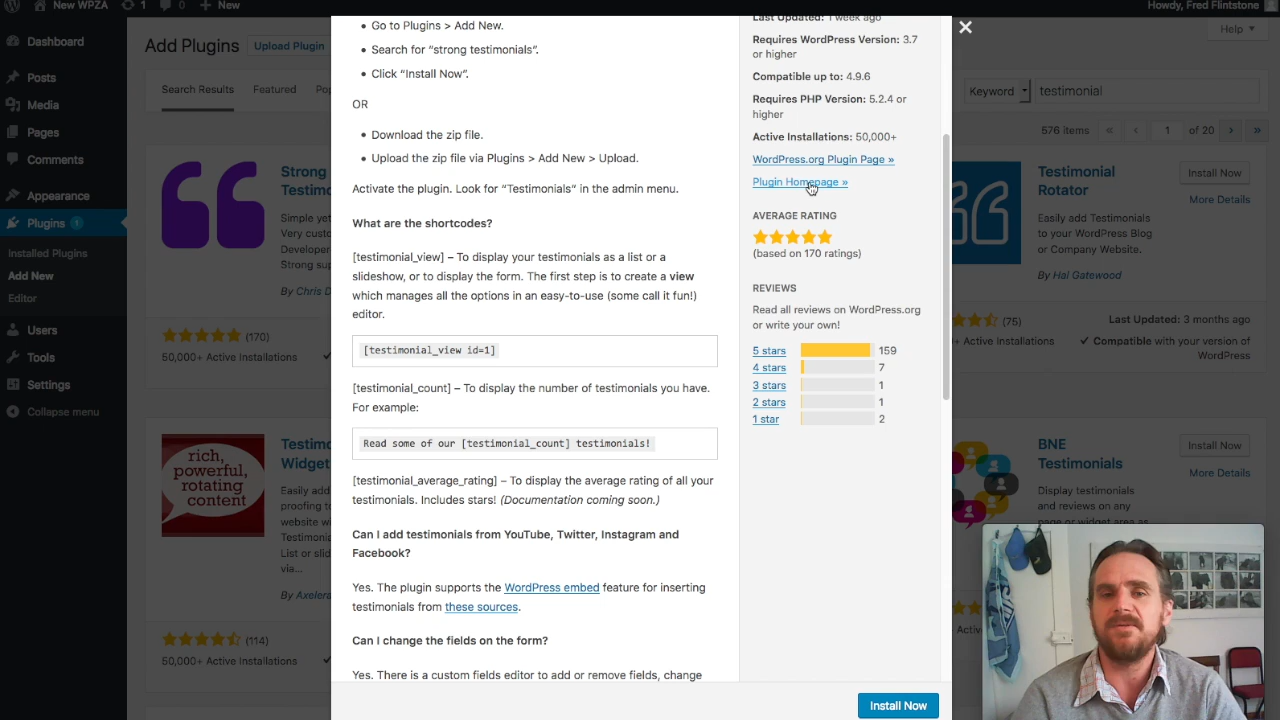 New WPZA
1
0
New
Howdy, Fred Flintstone
Dashboard
Posts
Media
Pages
Comments
Appearance
Plugins 1
Installed Plugins
Add New
Editor
Users
Tools
Settings
Collapse menu
Add Plugins
Upload Plugin
Help
Search Results
Featured
Keyword
testimonial
576 items
«
‹
1
of 20
›
»
Strong
By Chris
(170)
50,000+ Active Installations
rich,
powerful,
rotating
content
Widget
List or
via...
(114)
50,000+ Active Installations
Go to Plugins > Add New.
Search for “strong testimonials”.
Click “Install Now”.
OR
Download the zip file.
Upload the zip file via Plugins > Add New > Upload.
Activate the plugin. Look for “Testimonials” in the admin menu.
What are the shortcodes?
[testimonial_view] – To display your testimonials as a list or a
slideshow, or to display the form. The first step is to create a view
which manages all the options in an easy-to-use (some call it fun!)
editor.
[testimonial_view id=1]
[testimonial_count] – To display the number of testimonials you have.
For example:
Read some of our [testimonial_count] testimonials!
[testimonial_average_rating] – To display the average rating of all your
testimonials. Includes stars! (Documentation coming soon.)
Can I add testimonials from YouTube, Twitter, Instagram and
Facebook?
Yes. The plugin supports the WordPress embed feature for inserting
testimonials from these sources.
Can I change the fields on the form?
Yes. There is a custom fields editor to add or remove fields, change
Last Updated: 1 week ago
Requires WordPress Version: 3.7
or higher
Compatible up to: 4.9.6
Requires PHP Version: 5.2.4 or
higher
Active Installations: 50,000+
WordPress.org Plugin Page »
Plugin Homepage »
AVERAGE RATING
(based on 170 ratings)
REVIEWS
Read all reviews on WordPress.org
or write your own!
5 stars 159
4 stars 7
3 stars 1
2 stars 1
1 star 2
Install Now
Testimonial
Rotator
Install Now
More Details
Easily add Testimonials
to your WordPress Blog
or Company Website.
By Hal Gatewood
(75)
Last Updated: 3 months ago
Active Installations
Compatible with your version of
WordPress
BNE
Testimonials
Install Now
More Details
Display testimonials
and reviews on any